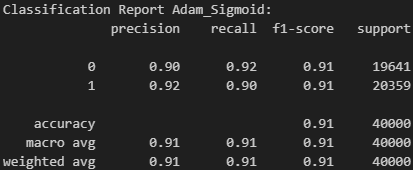 Classification Report Adam_Sigmoid:
precision recall f1-score support
0 0.90 0.92 0.91 19641
1 0.92 0.90 0.91 20359
accuracy 0.91 40000
macro avg 0.91 0.91 0.91 40000
weighted avg 0.91 0.91 0.91 40000